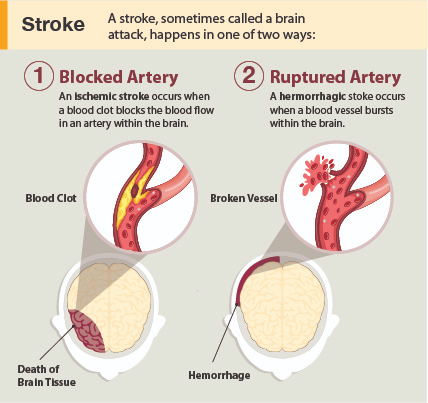 Stroke
A stroke, sometimes called a brain
attack, happens in one of two ways:
1 Blocked Artery
An ischemic stroke occurs when
a blood clot blocks the blood flow
in an artery within the brain.
2 Ruptured Artery
A hemorrhagic stoke occurs
when a blood vessel bursts
within the brain.
Blood Clot
Broken Vessel
Death of
Brain Tissue
Hemorrhage